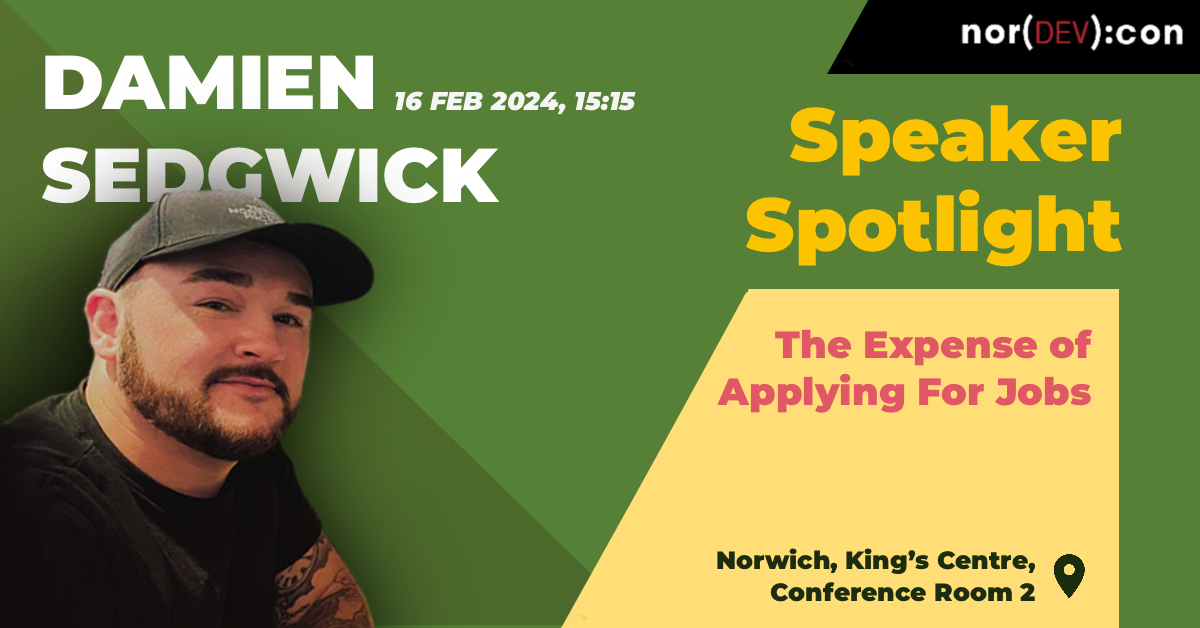 nor(DEV):con
DAMIEN
16 FEB 2024, 15:15
SEDGWICK
Speaker
Spotlight
The Expense of
Applying For Jobs
Norwich, King’s Centre,
Conference Room 2